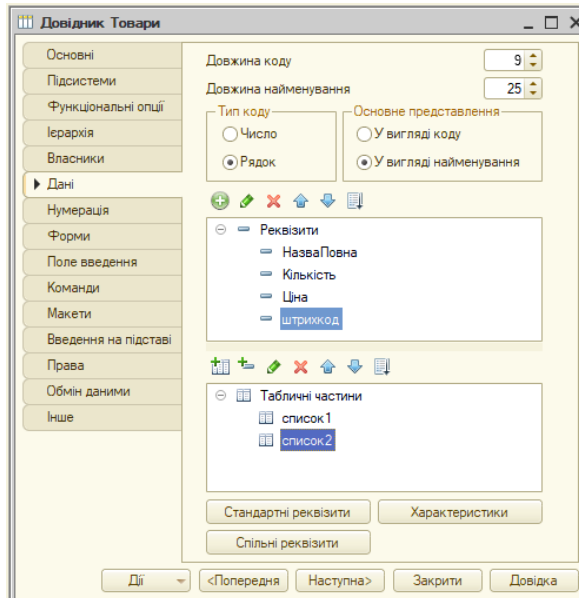 Довідник Товари
Основні
Підсистеми
Функціональні опції
Ієрархія
Власники
Дані
Нумерація
Форми
Поле введення
Команди
Макети
Введення на підставі
Права
Обмін даними
Інше
Довжина коду 9
Довжина найменування 25
Тип коду
Число
Рядок
Основне представлення
У вигляді коду
У вигляді найменування
Реквізити
НазваПовна
Кількість
Ціна
штрихкод
Табличні частини
список1
список2
Стандартні реквізити Характеристики
Спільні реквізити
Дії <Попередня Наступна> Закрити Довідка